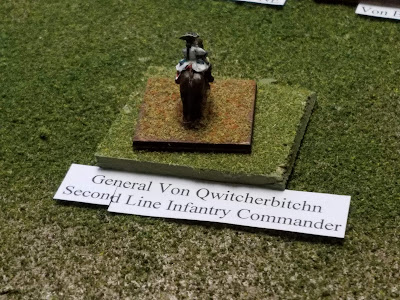 Von
General Von Qwitcherbitchn
Second Line Infantry Commander